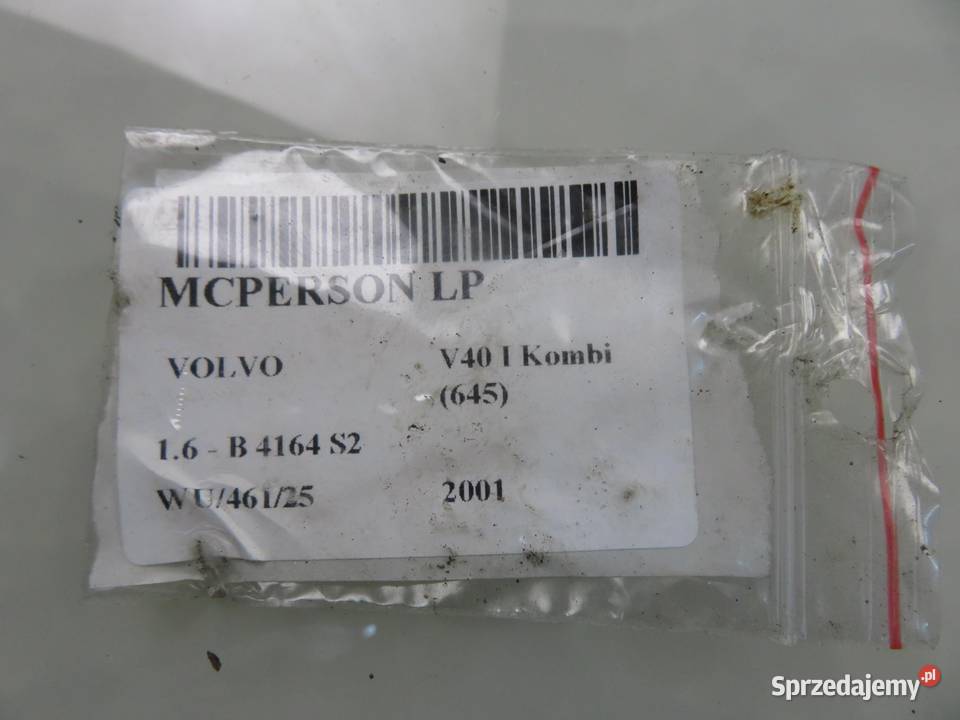 MCPERSON LP
VOLVO V40 I Kombi
(645)
1.6 - B 4164 S2
WU/461/25 2001
Sprzedajemy.pl